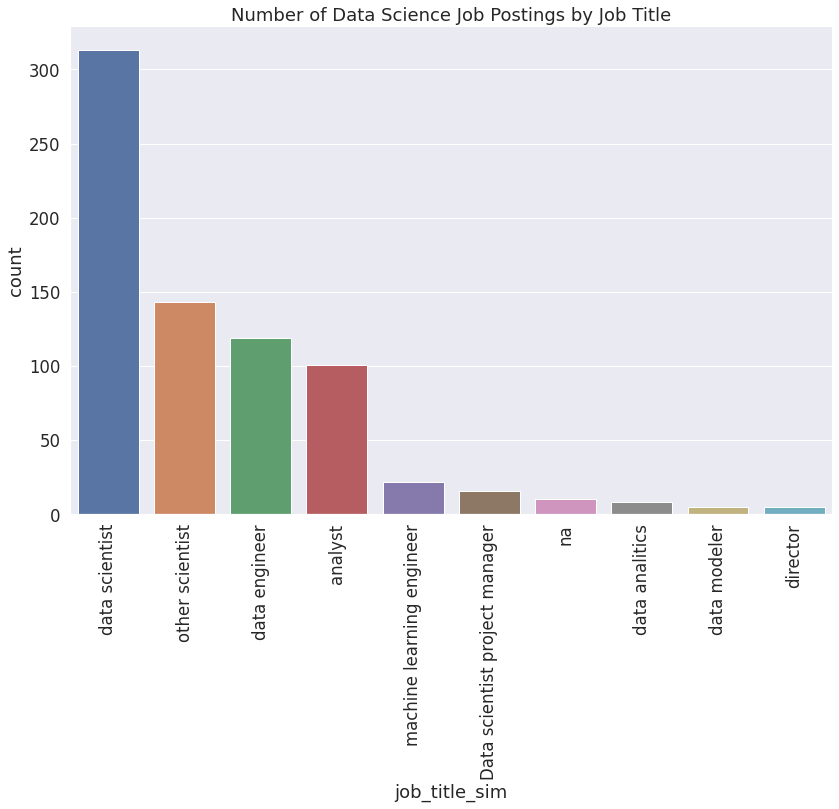 Number of Data Science Job Postings by Job Title
300
250
200
150
100
50
0
count
data scientist
other scientist
data engineer
analyst
machine learning engineer
Data scientist project manager
na
data analitics
data modeler
director
job_title_sim